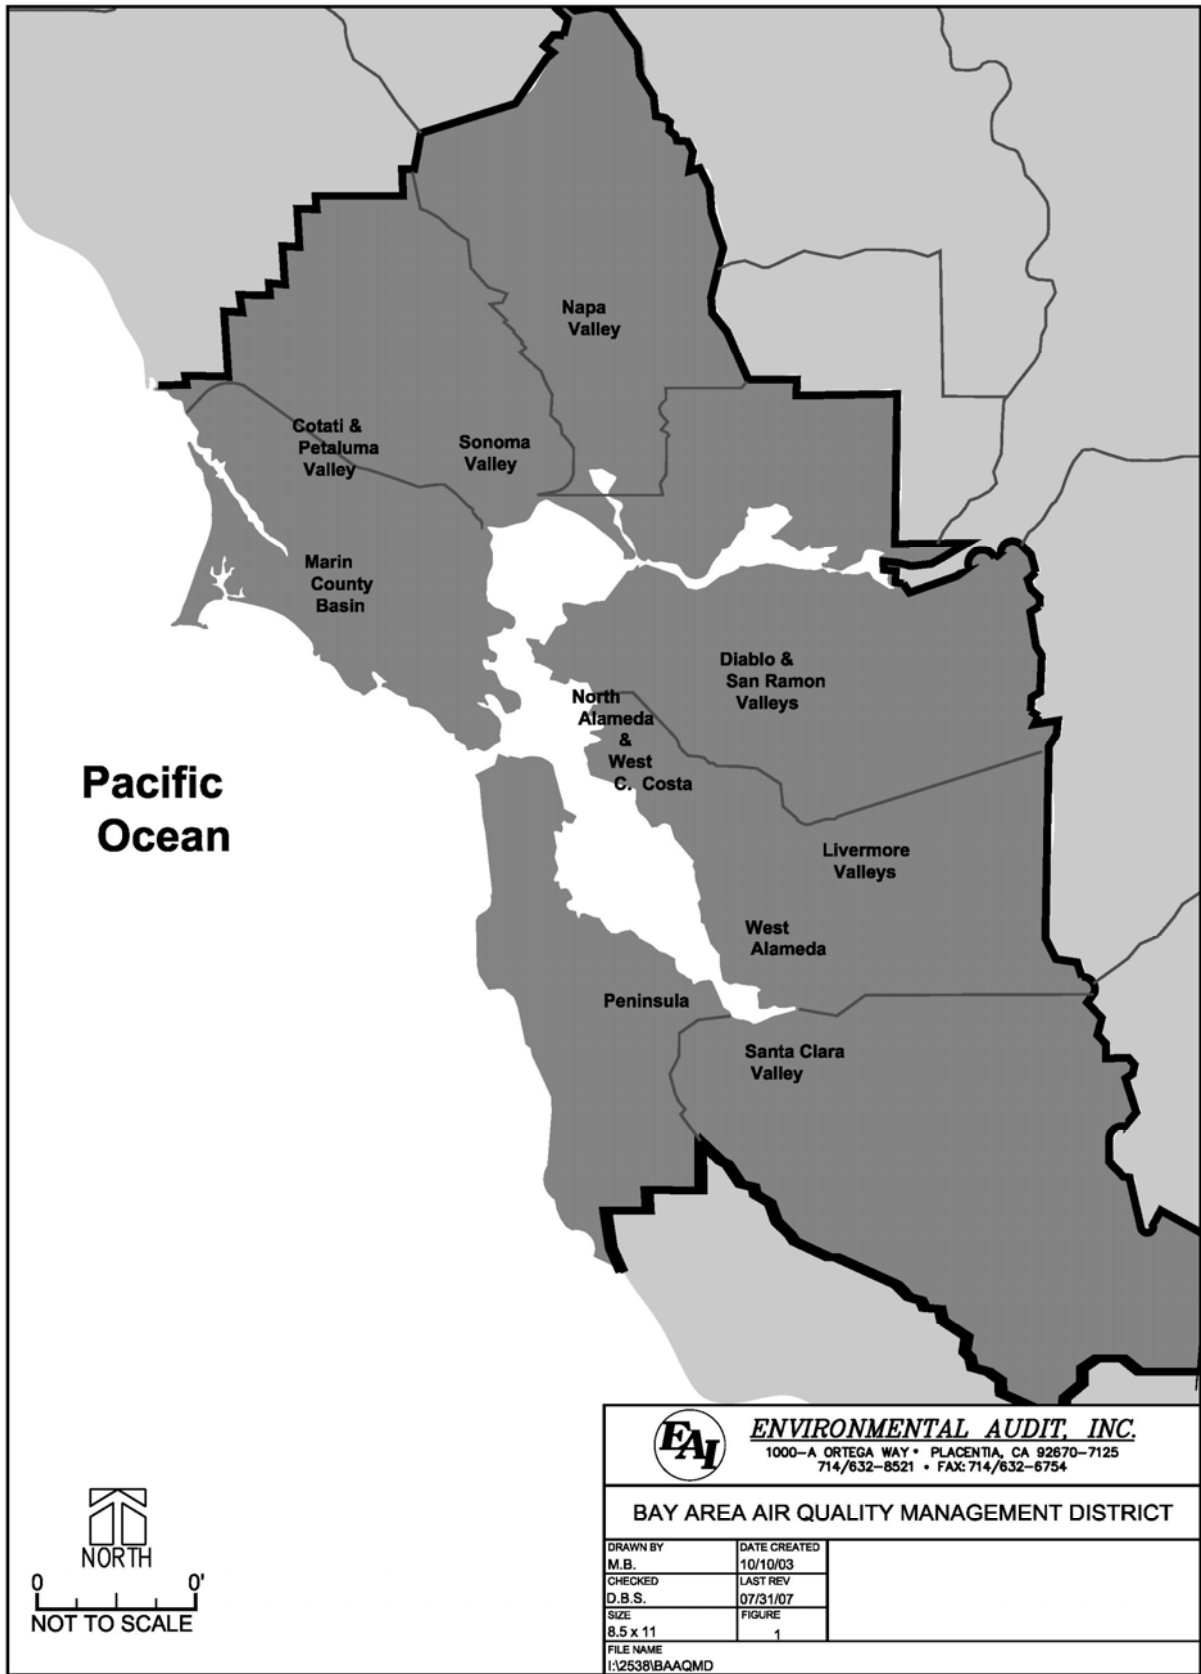 Napa
Valley
Cotati &
Petaluma
Valley
Sonoma
Valley
Marin
County
Basin
Diablo &
San Ramon
Valleys
North
Alameda
&
West
C. Costa
Pacific
Ocean
Livermore
Valleys
West
Alameda
Peninsula
Santa Clara
Valley
NORTH
0 0'
NOT TO SCALE
EAI
ENVIRONMENTAL AUDIT, INC.
1000-A ORTEGA WAY • PLACENTIA, CA 92670-7125
714/632-8521 • FAX: 714/632-6754
BAY AREA AIR QUALITY MANAGEMENT DISTRICT
DRAWN BY
M.B.
DATE CREATED
10/10/03
CHECKED
D.B.S.
LAST REV
07/31/07
SIZE
8.5 x 11
FIGURE
1
FILE NAME
I:\2538\BAAQMD